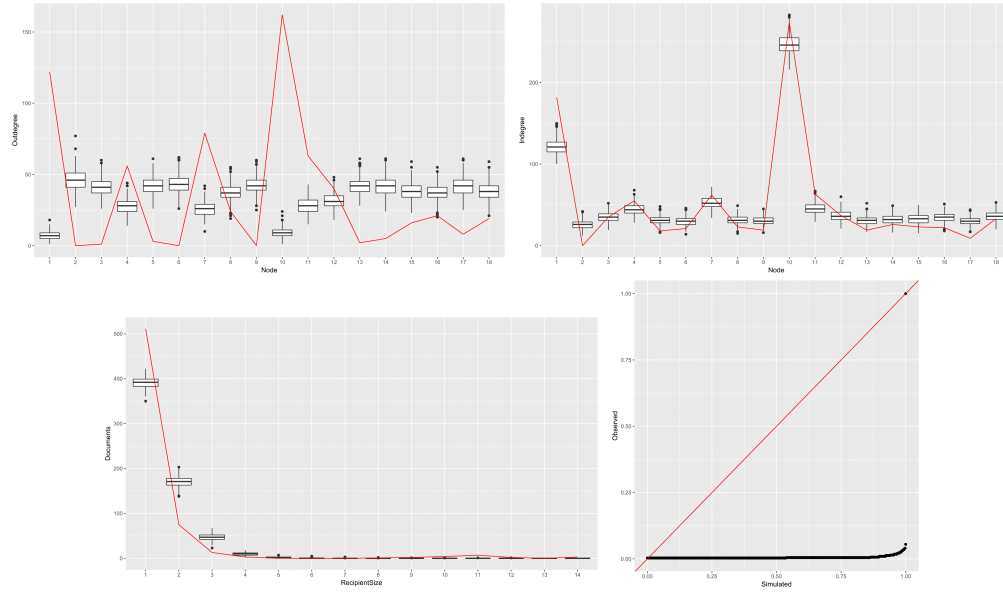 Outdegree
150
100
50
0
1 2 3 4 5 6 7 8 9 10 11 12 13 14 15 16 17 18
Node
Indegree
200
100
0
1 2 3 4 5 6 7 8 9 10 11 12 13 14 15 16 17 18
Node
Documents
500
400
300
200
100
0
1 2 3 4 5 6 7 8 9 10 11 12 13 14
RecipientSize
Observed
1.00
0.75
0.50
0.25
0.00
0.00 0.25 0.50 0.75 1.00
Simulated